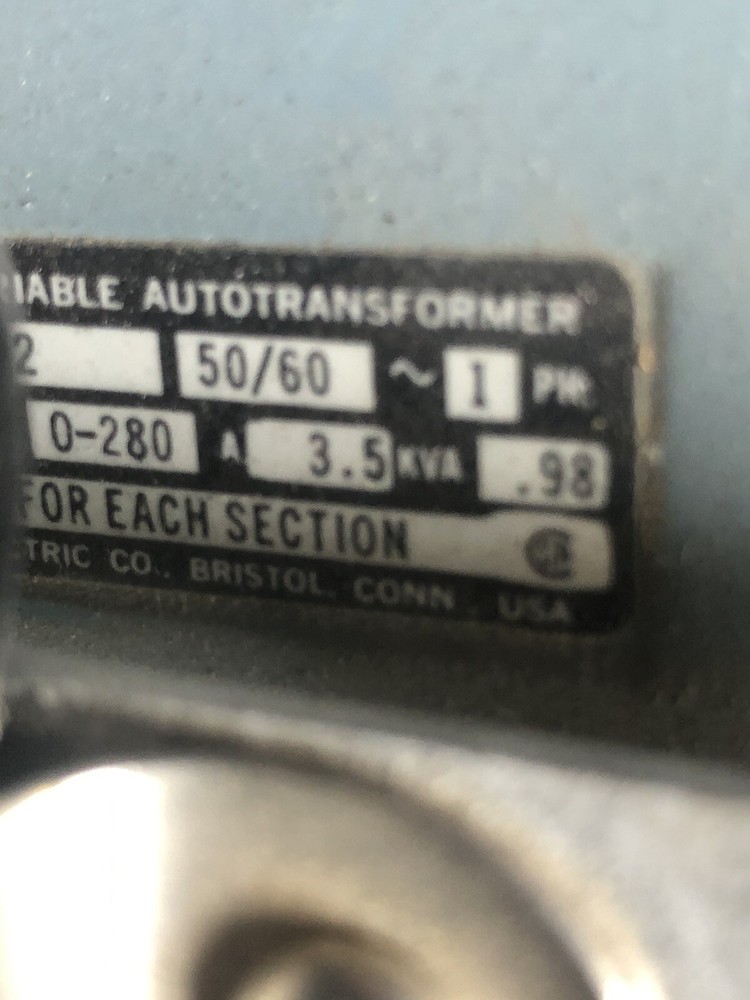 IABLE AUTOTRANSFORMER
2 50/60 ~ 1 PH
0-280 A 3.5 KVA .98
FOR EACH SECTION
TRIC CO., BRISTOL, CONN. USA